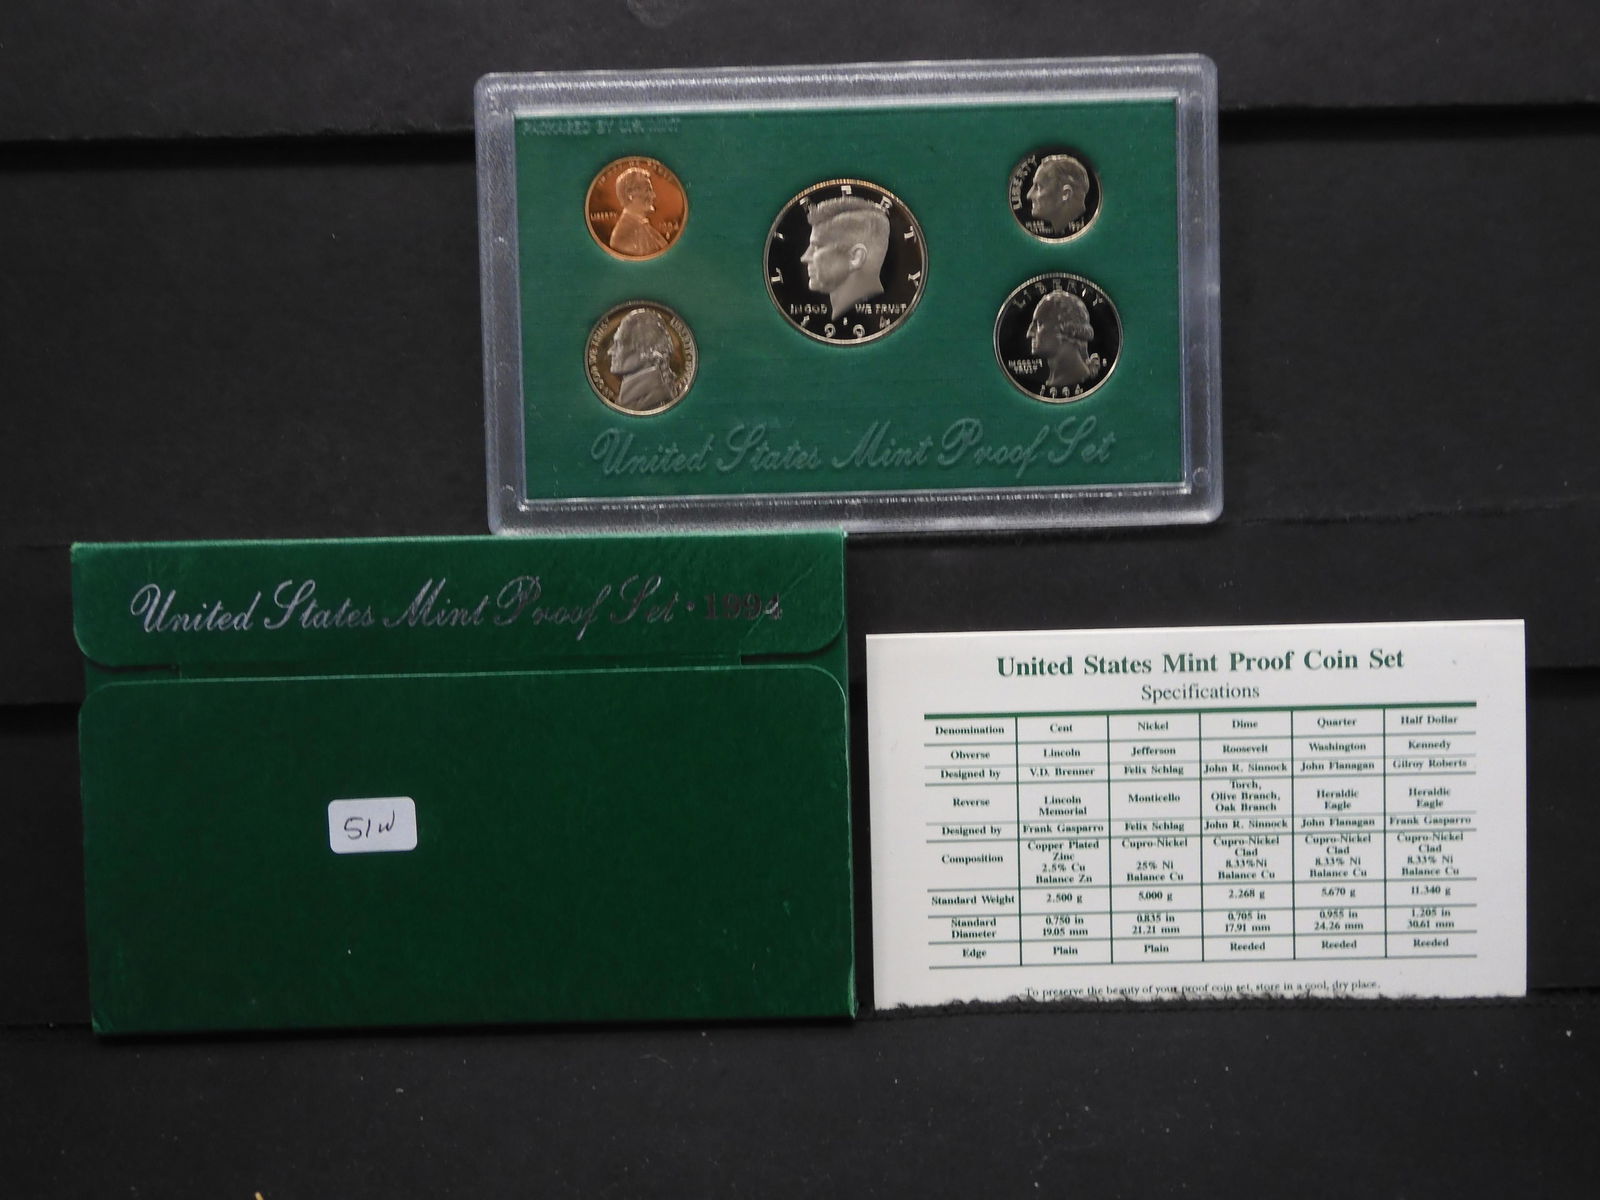 PACKAGED BY U.S. MINT
LIBERTY
1994
S
LIBERTY
IN GOD WE TRUST
1994
LIBERTY
LIBERTY
IN GOD WE TRUST
1994
United States Mint Proof Set
United States Mint Proof Set • 1994
51W
United States Mint Proof Coin Set
Specifications
Denomination Cent Nickel Dime Quarter Half Dollar
Obverse Lincoln Jefferson Roosevelt Washington Kennedy
Designed by V.D. Brenner Felix Schlag John R. Sinnock John Flanagan Gilroy Roberts
Reverse Lincoln Memorial Monticello Torch, Olive Branch, Oak Branch Heraldic Eagle Heraldic Eagle
Designed by Frank Gasparro Felix Schlag John R. Sinnock John Flanagan Frank Gasparro
Composition Copper Plated Zinc 2.5% Cu Balance Zn Cupro-Nickel 25% Ni Balance Cu Cupro-Nickel Clad 8.33%Ni Balance Cu Cupro-Nickel Clad 8.33% Ni Balance Cu Cupro-Nickel Clad 8.33% Ni Balance Cu
Standard Weight 2.500 g 5.000 g 2.268 g 5.670 g 11.340 g
Standard Diameter 0.750 in 19.05 mm 0.835 in 21.21 mm 0.705 in 17.91 mm 0.955 in 24.26 mm 1.205 in 30.61 mm
Edge Plain Plain Reeded Reeded Reeded
To preserve the beauty of your proof coin set, store in a cool, dry place.